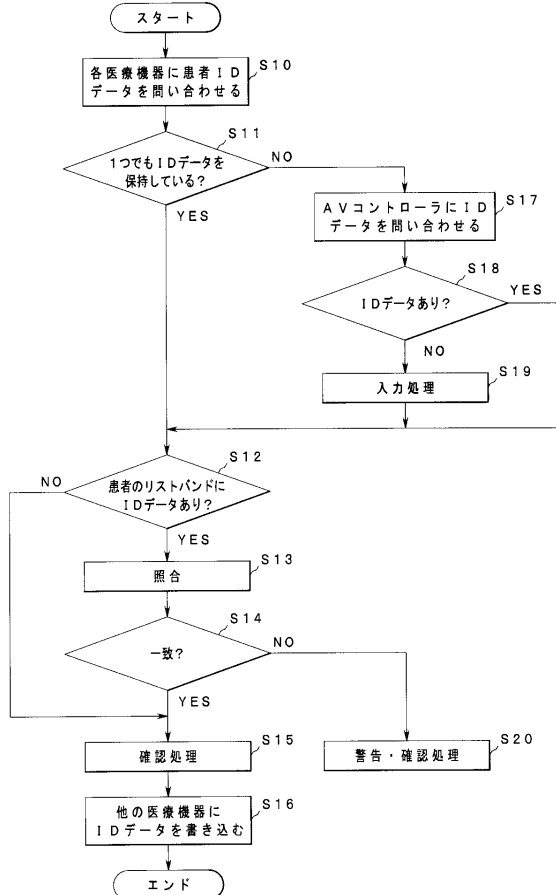 スタート
S10
各医療機器に患者ID
データを問い合わせる
S11
1つでもIDデータを
保持している?
NO
YES
S17
AVコントローラにID
データを問い合わせる
S18
IDデータあり?
YES
NO
S19
入力処理
S12
NO
患者のリストバンドに
IDデータあり?
YES
S13
照合
S14
一致?
NO
YES
S15
確認処理
S20
警告・確認処理
S16
他の医療機器に
IDデータを書き込む
エンド